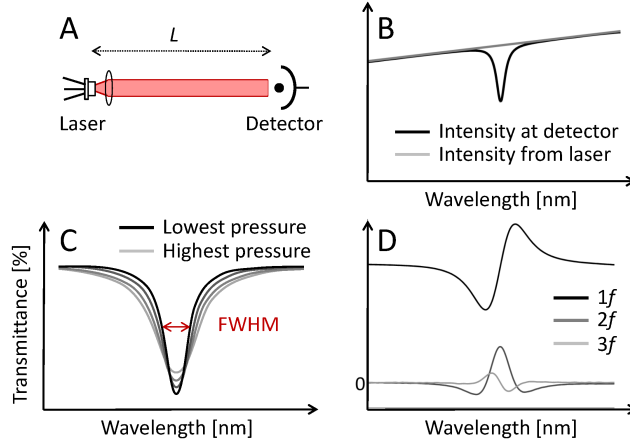 A
L
Laser
Detector
B
Intensity at detector
Intensity from laser
Wavelength [nm]
C
Lowest pressure
Highest pressure
FWHM
Transmittance [%]
Wavelength [nm]
D
1f
2f
3f
0
Wavelength [nm]